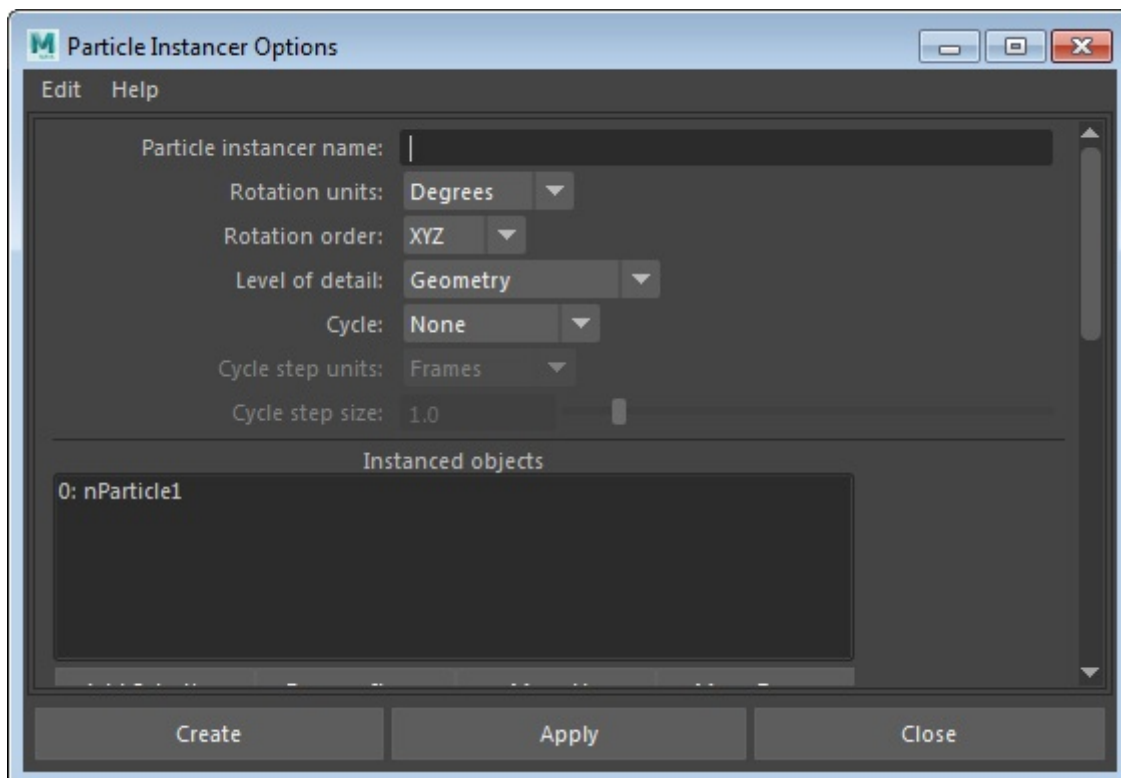 Particle Instancer Options
Edit Help
Particle instancer name:
Rotation units: Degrees
Rotation order: XYZ
Level of detail: Geometry
Cycle: None
Cycle step units: Frames
Cycle step size: 1.0
Instanced objects
0: nParticle1
Create Apply Close